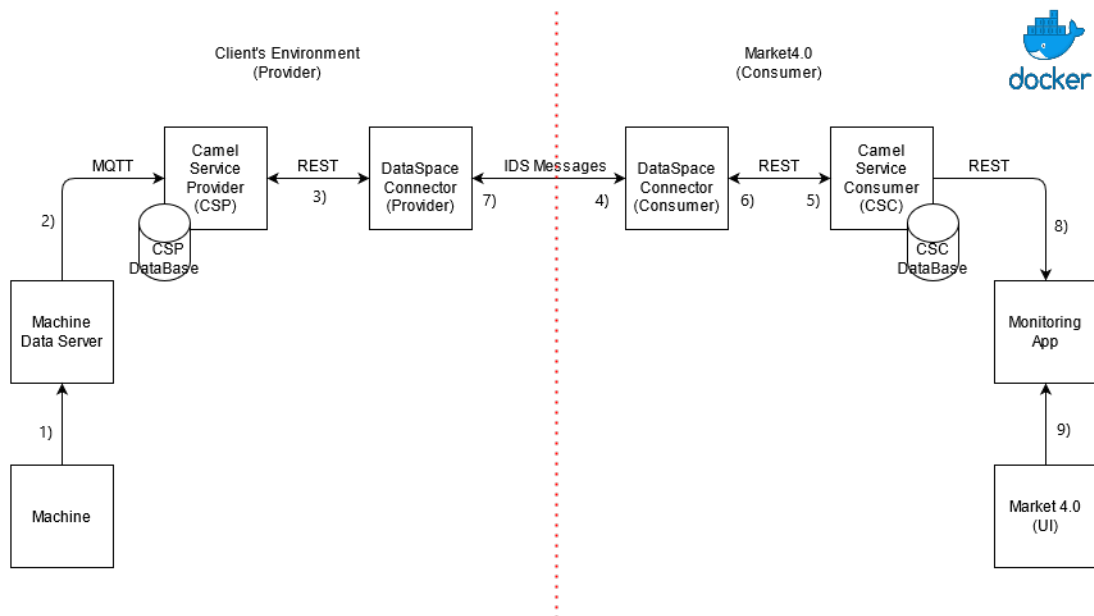 Client's Environment
(Provider)
Market4.0
(Consumer)
docker
MQTT
Camel
Service
Provider
(CSP)
REST
3)
DataSpace
Connector
(Provider)
IDS Messages
7)
4)
DataSpace
Connector
(Consumer)
REST
6)
5)
Camel
Service
Consumer
(CSC)
REST
2)
CSP
DataBase
CSC
DataBase
8)
Machine
Data Server
Monitoring
App
1)
9)
Machine
Market 4.0
(UI)